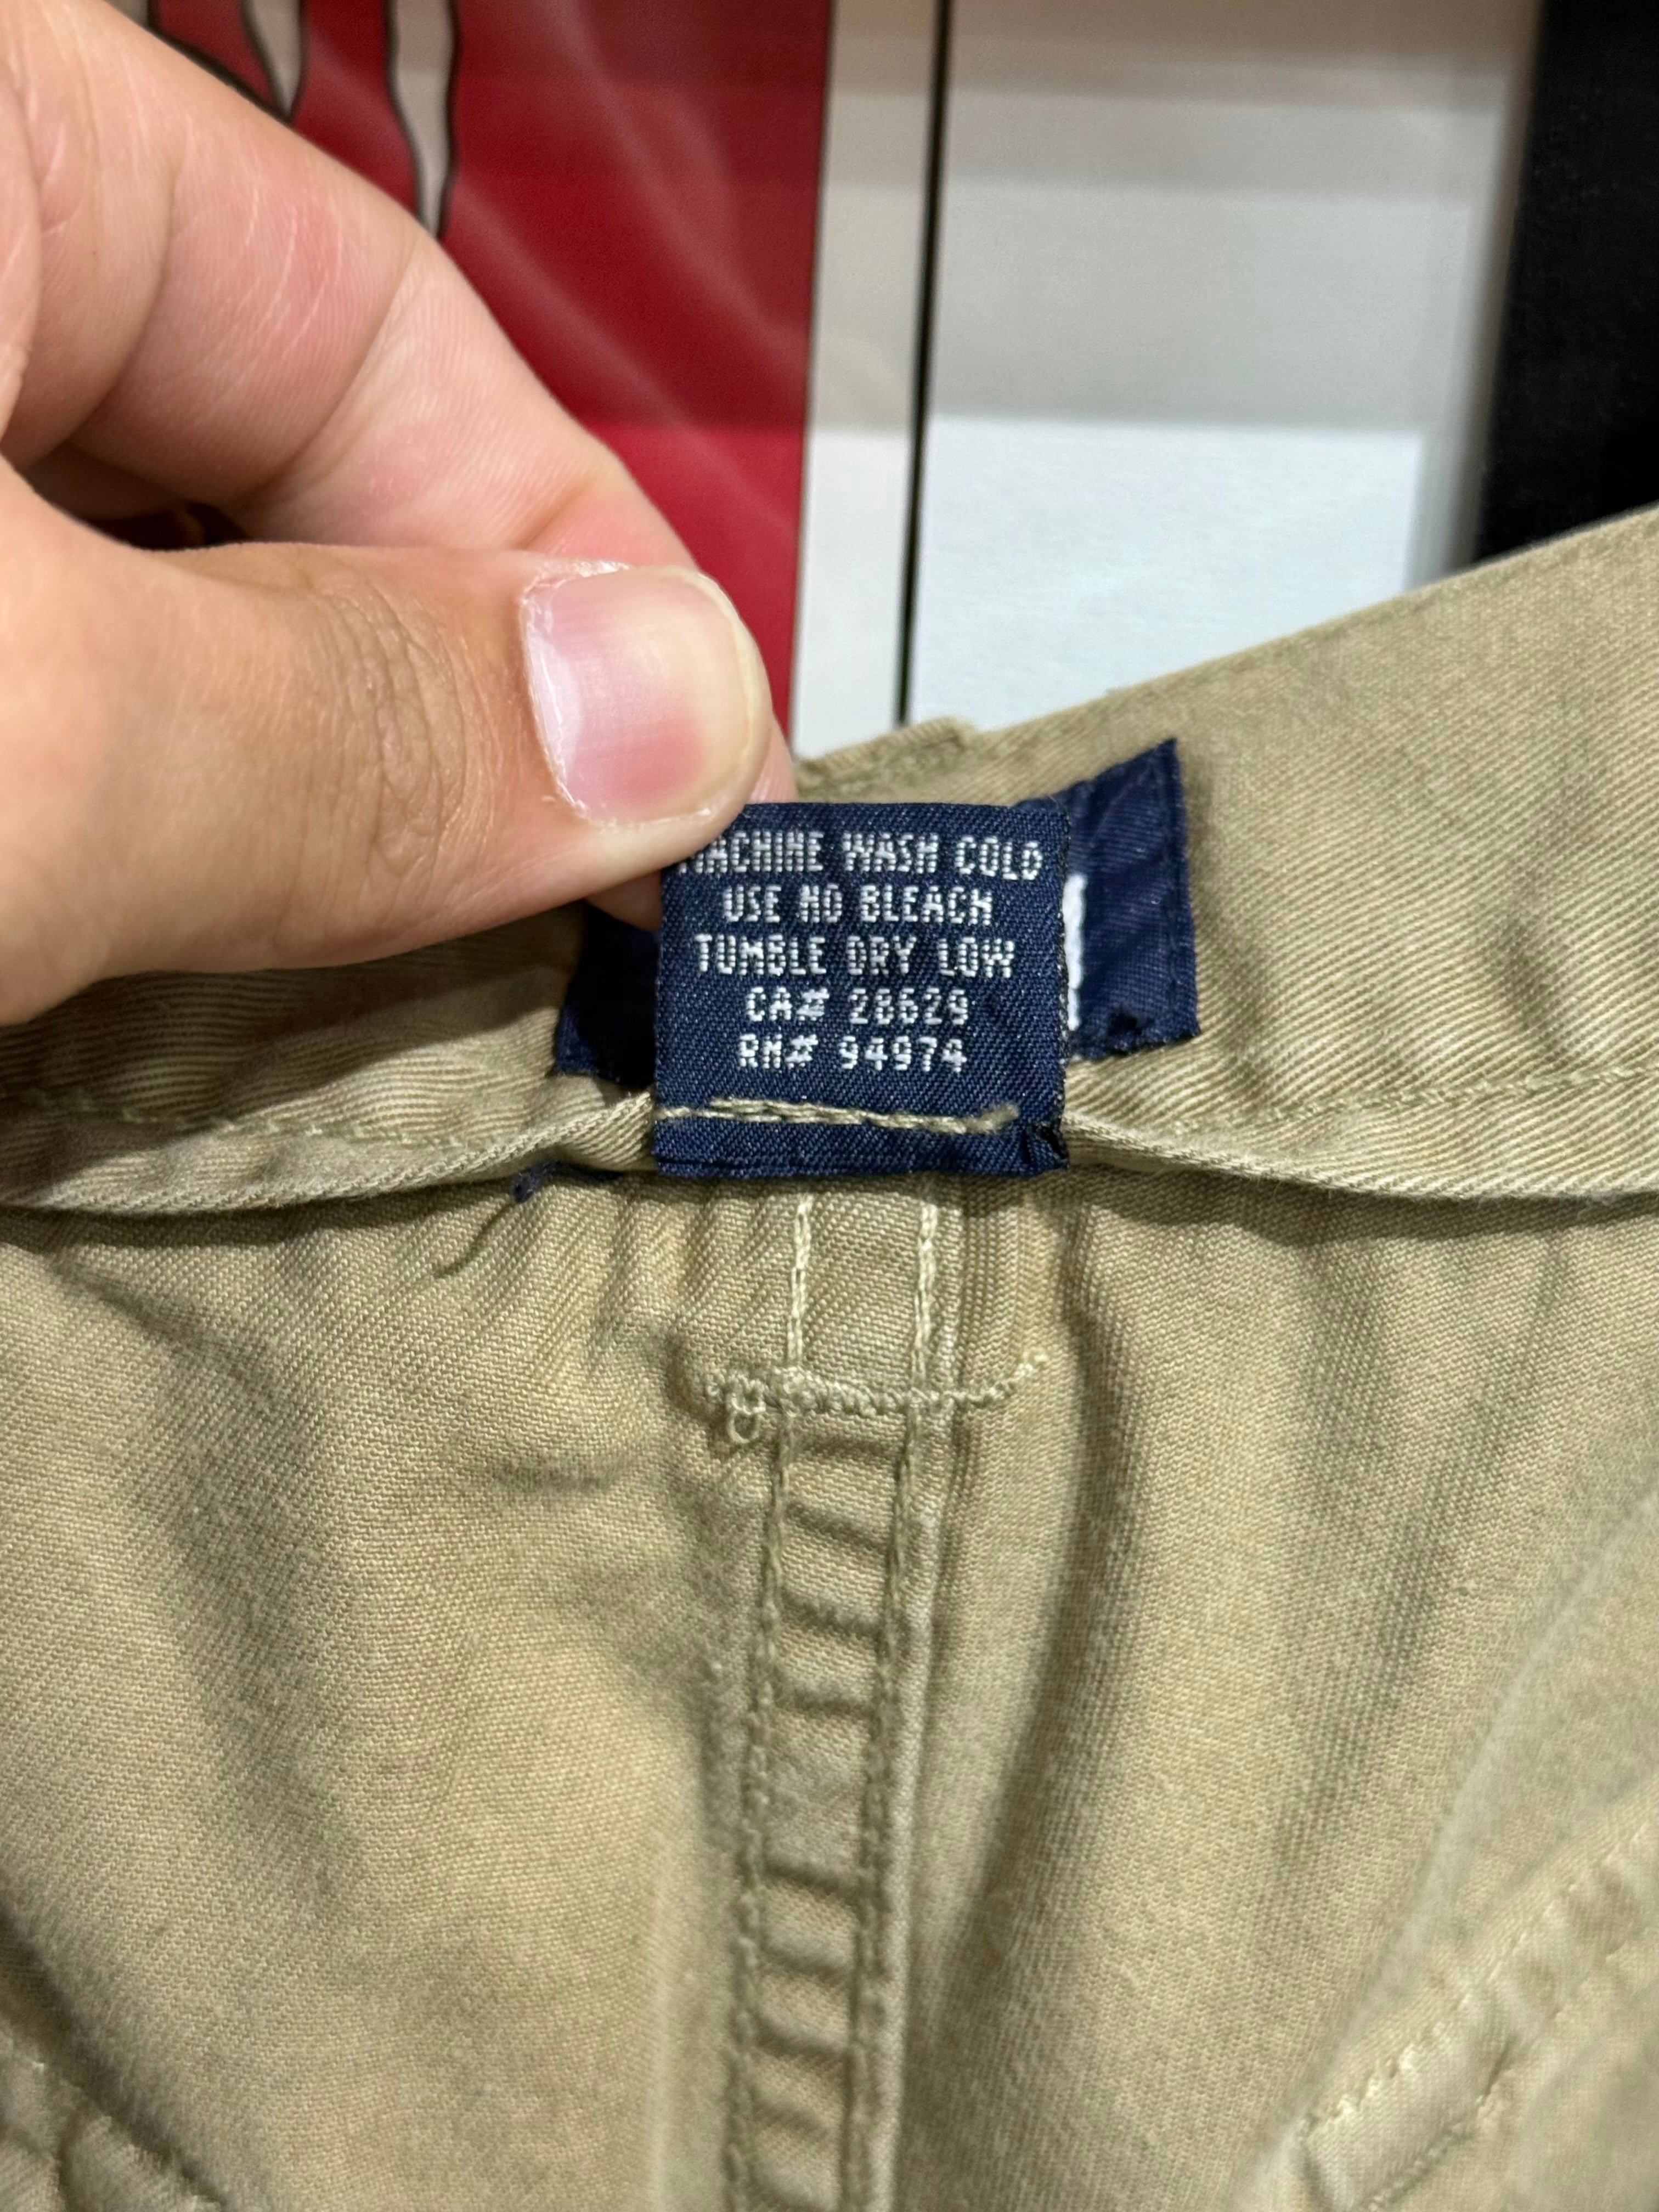 MACHINE WASH COLD
USE NO BLEACH
TUMBLE DRY LOW
CA# 28629
RN# 94974